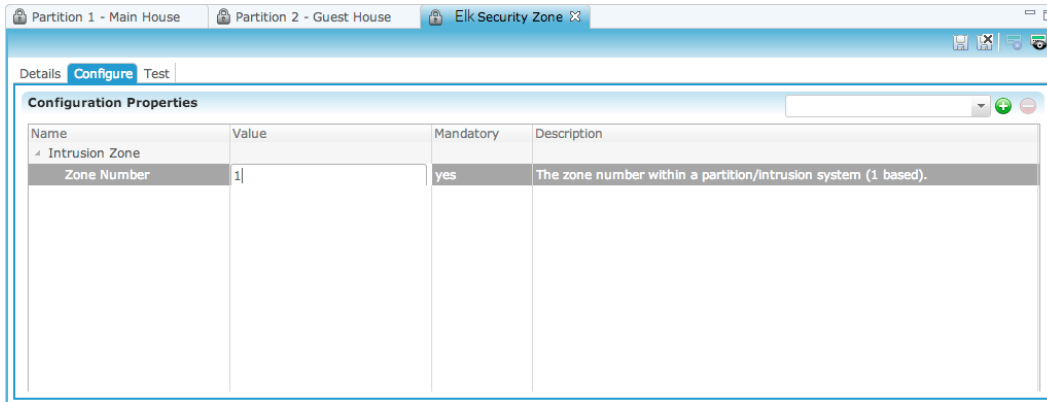 Partition 1 - Main House Partition 2 - Guest House Elk Security Zone
Details Configure Test
Configuration Properties
Name Value Mandatory Description
Intrusion Zone
Zone Number 1 yes The zone number within a partition/intrusion system (1 based).